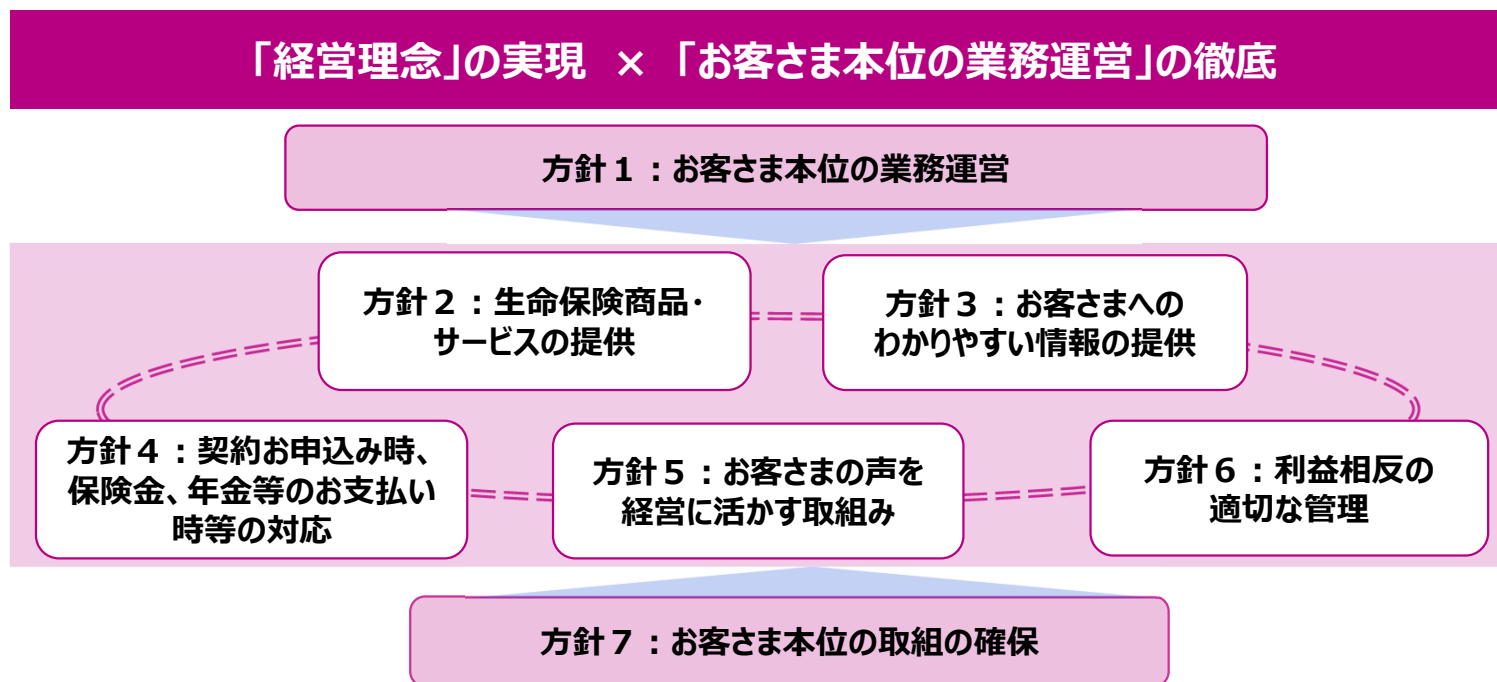 「経営理念」の実現 × 「お客さま本位の業務運営」の徹底
方針１：お客さま本位の業務運営
方針２：生命保険商品・
サービスの提供
方針３：お客さまへの
わかりやすい情報の提供
方針４：契約お申込み時、
保険金、年金等のお支払い
時等の対応
方針５：お客さまの声を
経営に活かす取組み
方針６：利益相反の
適切な管理
方針７：お客さま本位の取組の確保